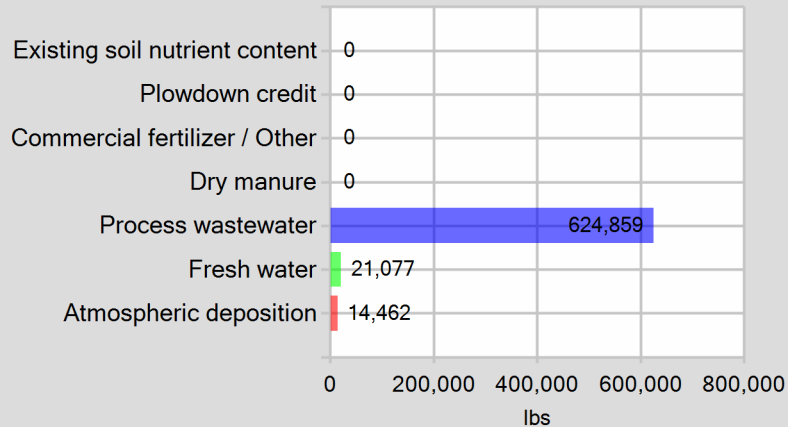 Existing soil nutrient content 0
Plowdown credit 0
Commercial fertilizer / Other 0
Dry manure 0
Process wastewater 624,859
Fresh water 21,077
Atmospheric deposition 14,462
0 200,000 400,000 600,000 800,000
lbs